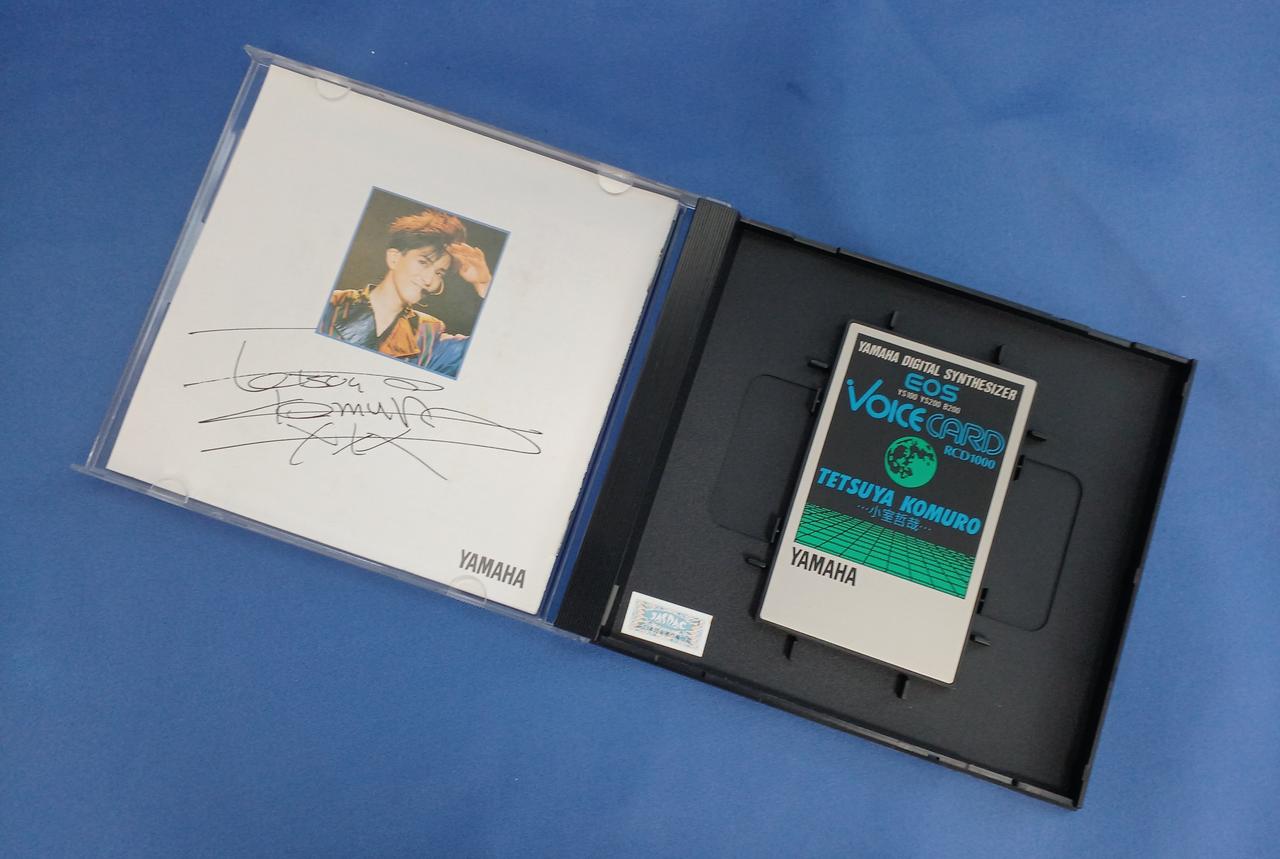 Tetsuya
Komuro
YAMAHA
YAMAHA DIGITAL SYNTHESIZER
EOS
YS100 YS200 B200
VOICE CARD
RCD1000
TETSUYA KOMURO
…小室哲哉…
YAMAHA
JASRAC